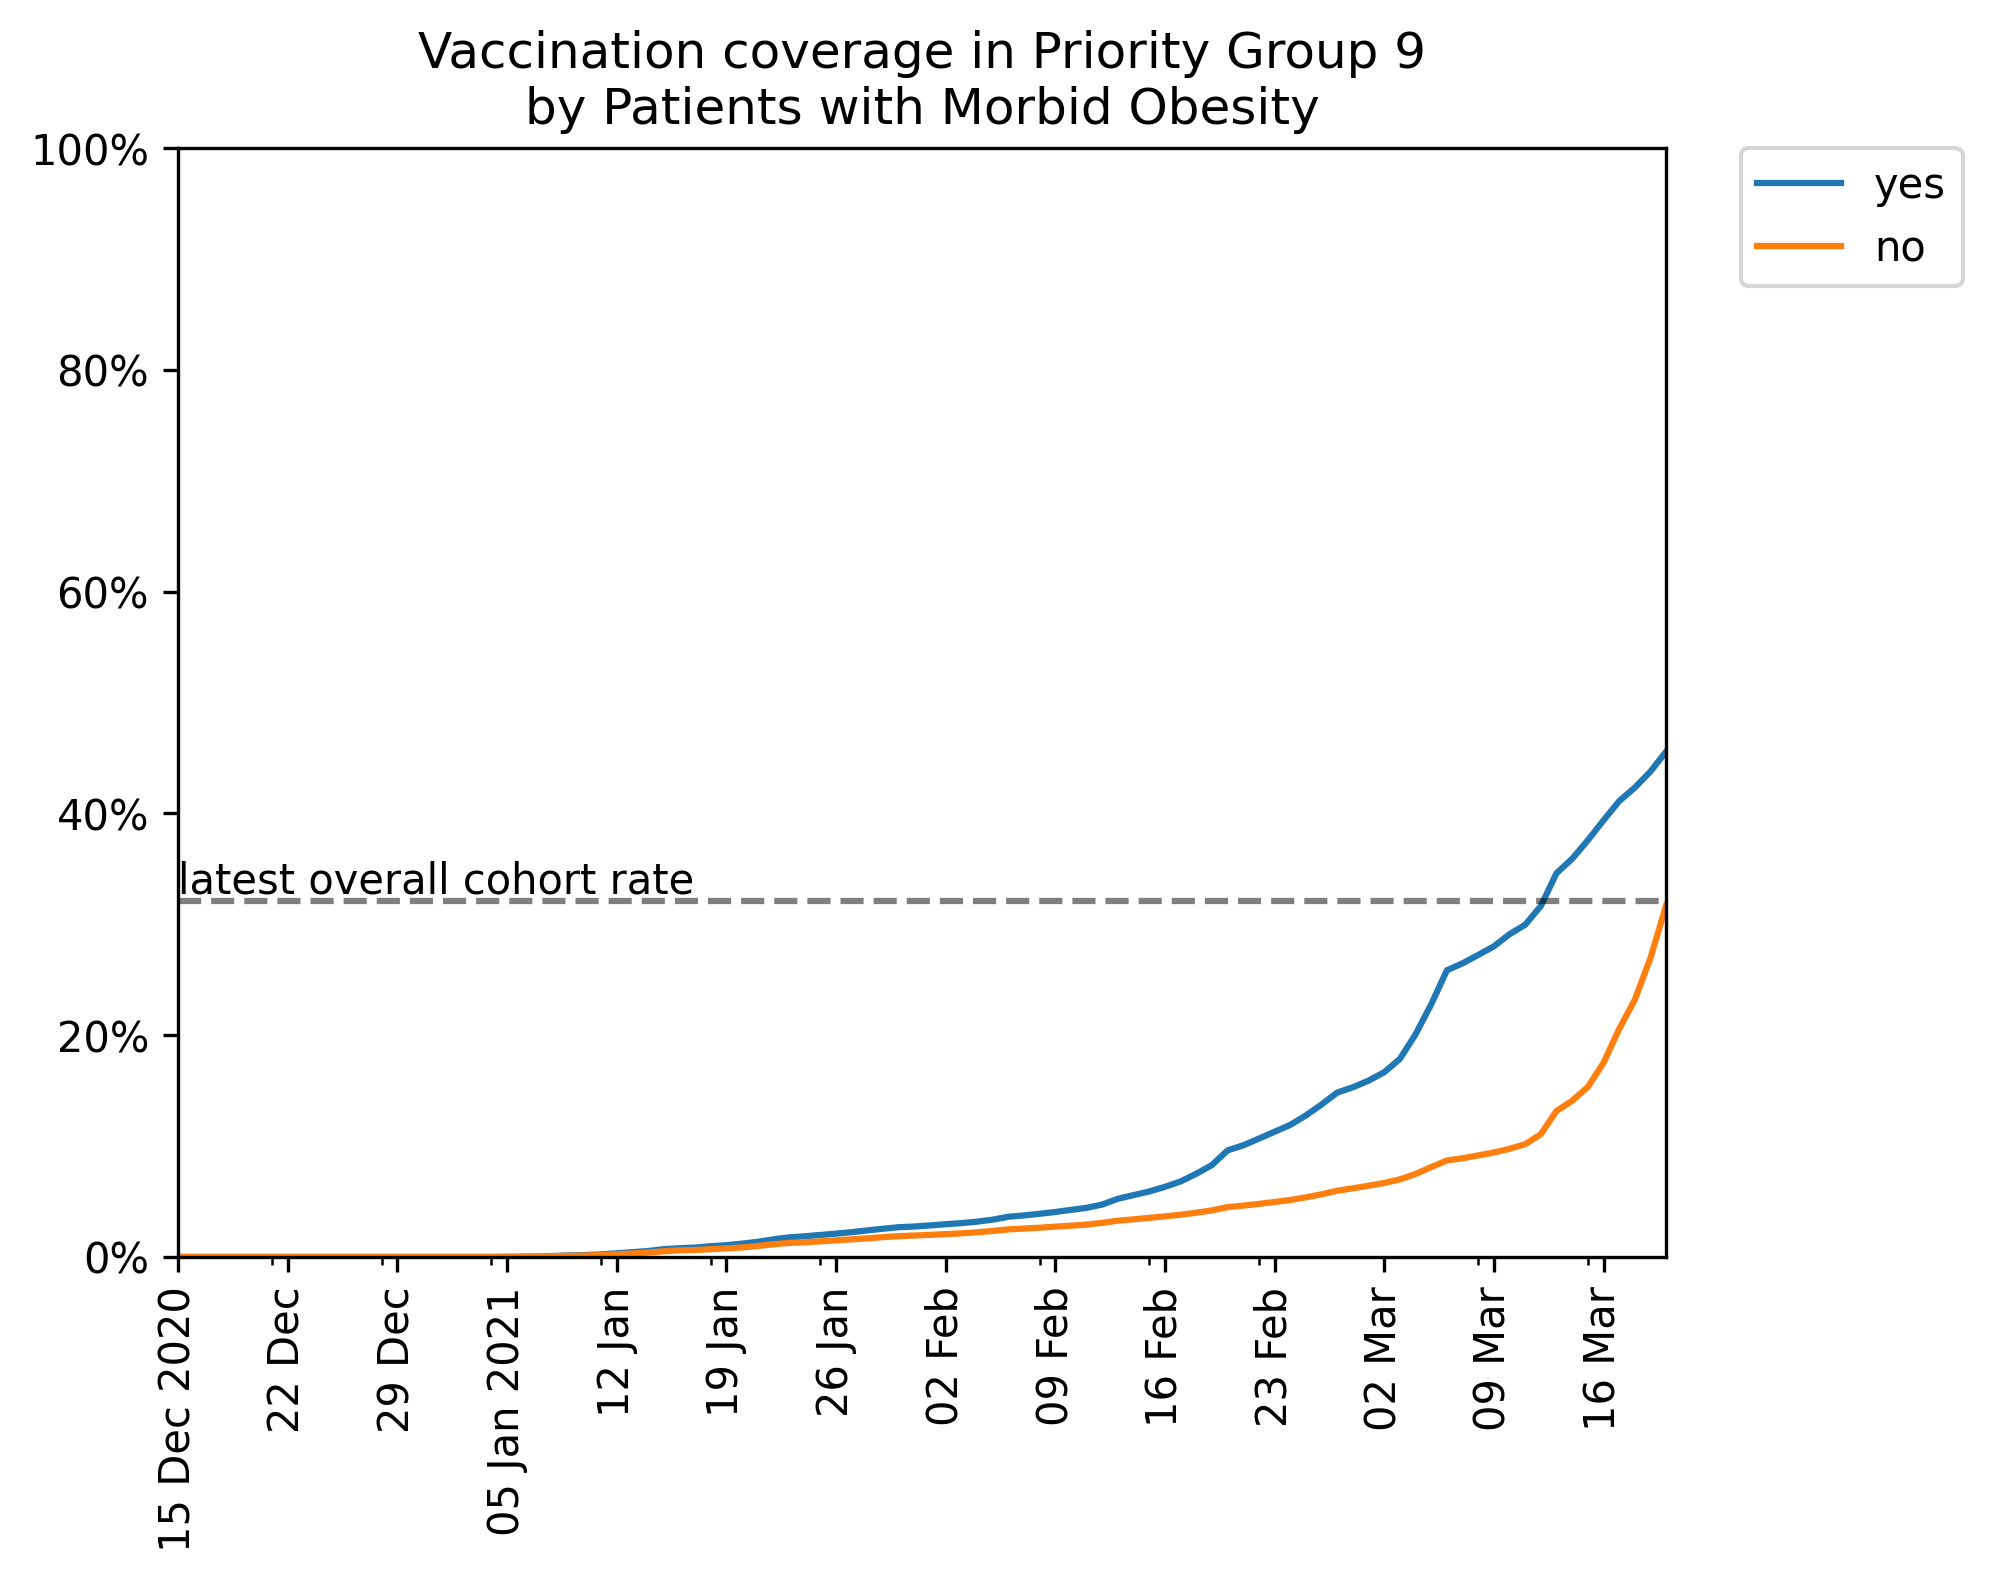 Vaccination coverage in Priority Group 9
by Patients with Morbid Obesity
100%
80%
60%
40%
20%
0%
latest overall cohort rate
yes
no
15 Dec 2020
22 Dec
29 Dec
05 Jan 2021
12 Jan
19 Jan
26 Jan
02 Feb
09 Feb
16 Feb
23 Feb
02 Mar
09 Mar
16 Mar